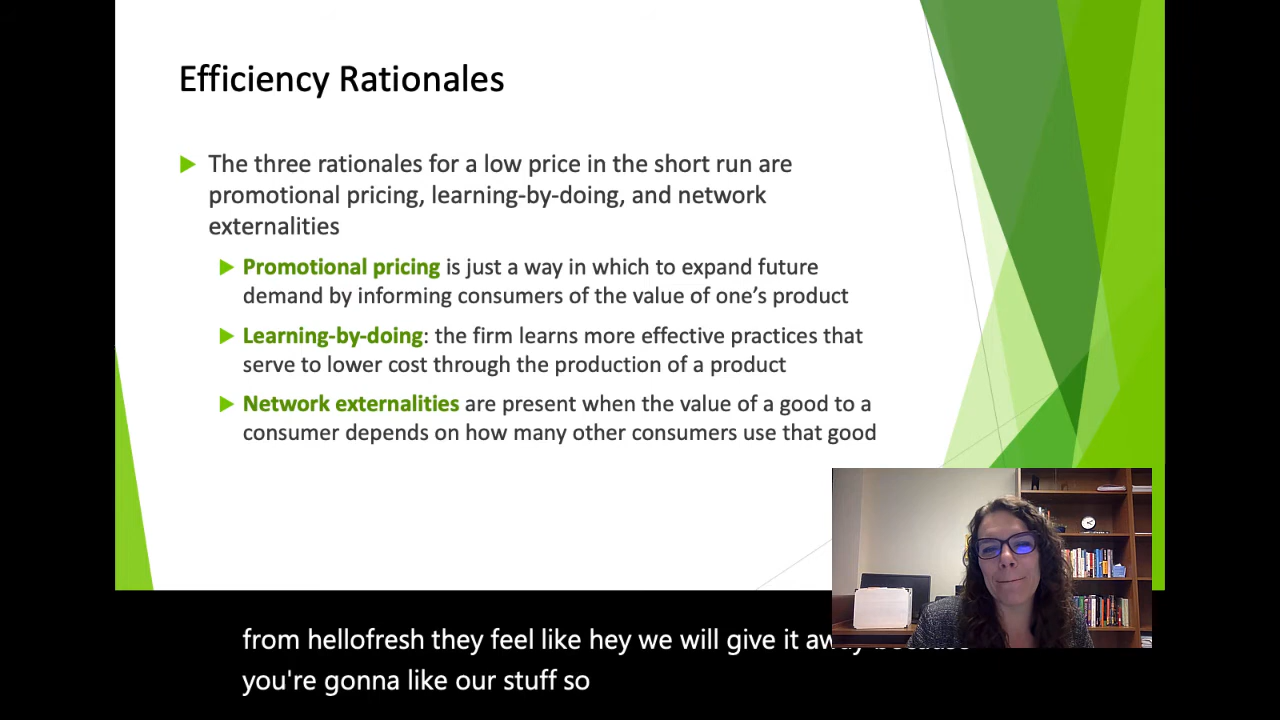 Efficiency Rationales
The three rationales for a low price in the short run are
promotional pricing, learning-by-doing, and network
externalities
Promotional pricing is just a way in which to expand future
demand by informing consumers of the value of one's product
Learning-by-doing: the firm learns more effective practices that
serve to lower cost through the production of a product
Network externalities are present when the value of a good to a
consumer depends on how many other consumers use that good
from hellofresh they feel like hey we will give it away because
you're gonna like our stuff so